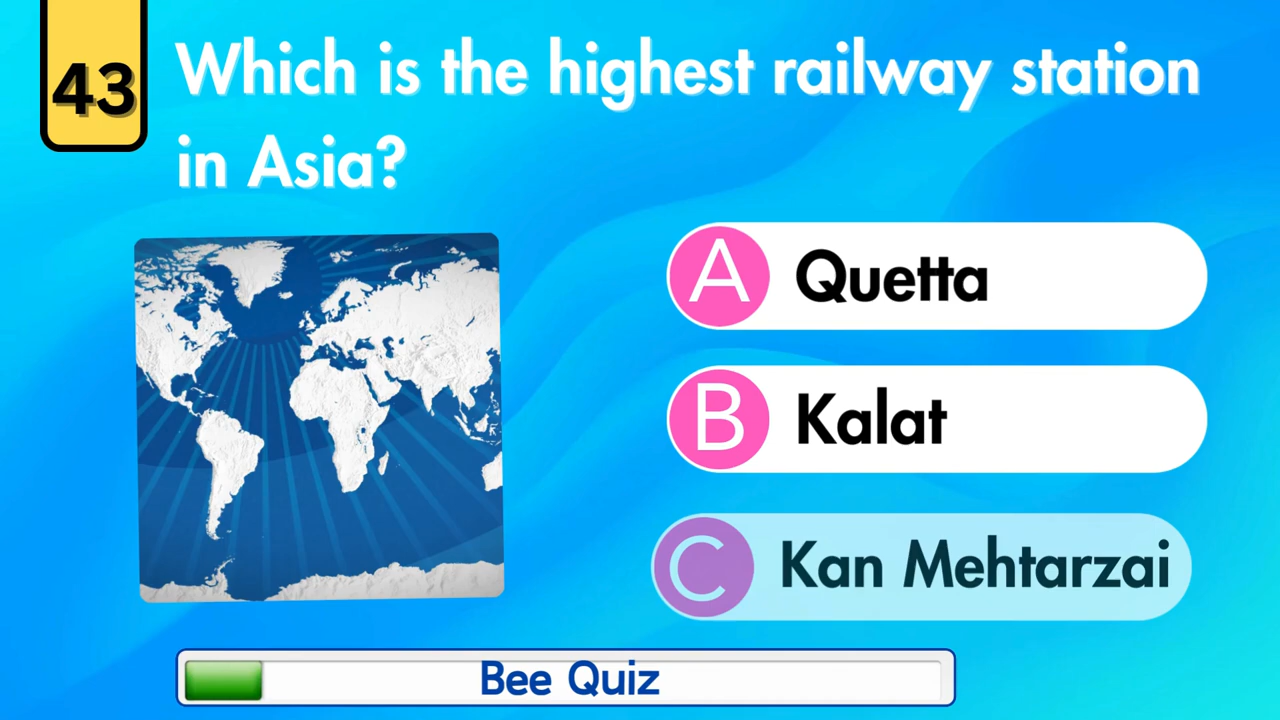 43
Which is the highest railway station
in Asia?
A Quetta
B Kalat
C Kan Mehtarzai
Bee Quiz